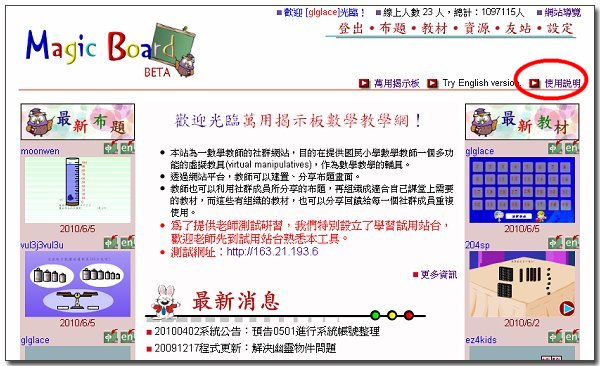 歡迎 [glglace]光臨！ 線上人數 23 人，總計：1097115人 網站導覽
登出・布題・教材・資源・友站・設定
Magic Board
BETA
萬用揭示板 Try English version. 使用說明
最新布題
moonwen
vul3j3vul3u
2010/6/5
glglace
歡迎光臨萬用揭示板數學教學網！
本站為一數學教師的社群網站，目的在提供國民小學數學教師一個多功
能的虛擬教具(virtual manipulatives)，作為數學教學的輔具。
透過網站平台，教師可以建置、分享布題畫面。
教師也可以利用社群成員所分享的布題，再組織成適合自己課堂上需要
的教材，而這些有組織的教材，也可以分享回饋給每一個社群成員重複
使用。
為了提供老師測試研習，我們特別設立了學習試用站台，
歡迎老師先到試用站台熟悉本工具。
測試網址：http://163.21.193.6
更多資訊
最新消息
20100402系統公告：預告0501進行系統帳號整理
20091217程式更新：解決幽靈物件問題
最新教材
glglace
中 en
204sp
2010/6/5
中 en
ez4kids